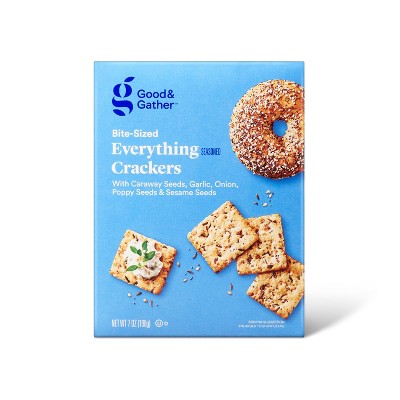 Good&
Gather™
Bite-Sized
Everything SEASONED
Crackers
With Caraway Seeds, Garlic, Onion,
Poppy Seeds & Sesame Seeds
NET WT 7 OZ (198g)